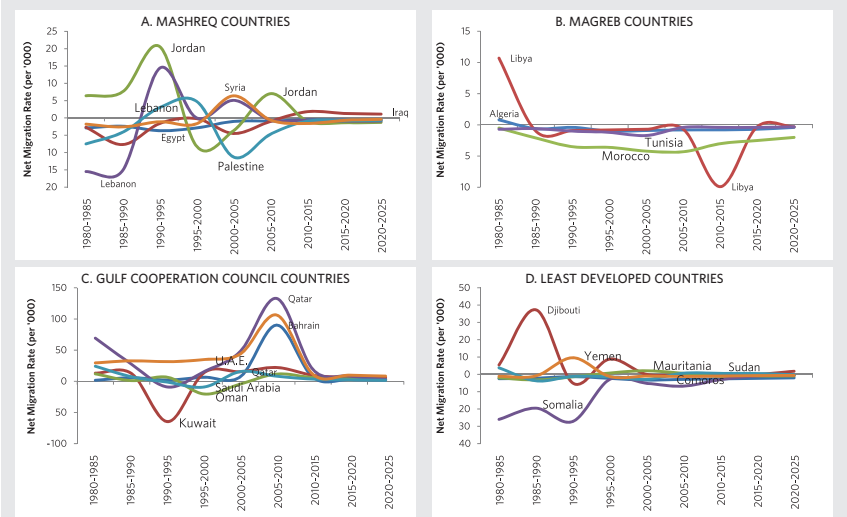 A. MASHREQ COUNTRIES
Net Migration Rate (per '000)
25
20
15
10
5
0
5
10
15
20
Jordan
Lebanon
Egypt
Lebanon
Syria
Jordan
Palestine
Iraq
1980-1985
1985-1990
1990-1995
1995-2000
2000-2005
2005-2010
2010-2015
2015-2020
2020-2025
B. MAGREB COUNTRIES
Net Migration Rate (per '000)
15
10
5
0
5
10
Libya
Algeria
Tunisia
Morocco
Libya
1980-1985
1985-1990
1990-1995
1995-2000
2000-2005
2005-2010
2010-2015
2015-2020
2020-2025
C. GULF COOPERATION COUNCIL COUNTRIES
Net Migration Rate (per '000)
150
100
50
0
50
-100
Qatar
Bahrain
U.A.E.
Qatar
Saudi Arabia
Oman
Kuwait
1980-1985
1985-1990
1990-1995
1995-2000
2000-2005
2005-2010
2010-2015
2015-2020
2020-2025
D. LEAST DEVELOPED COUNTRIES
Net Migration Rate (per '000)
50
40
30
20
10
0
10
20
30
40
Djibouti
Yemen
Mauritania
Sudan
Comoros
Somalia
1980-1985
1985-1990
1990-1995
1995-2000
2000-2005
2005-2010
2010-2015
2015-2020
2020-2025